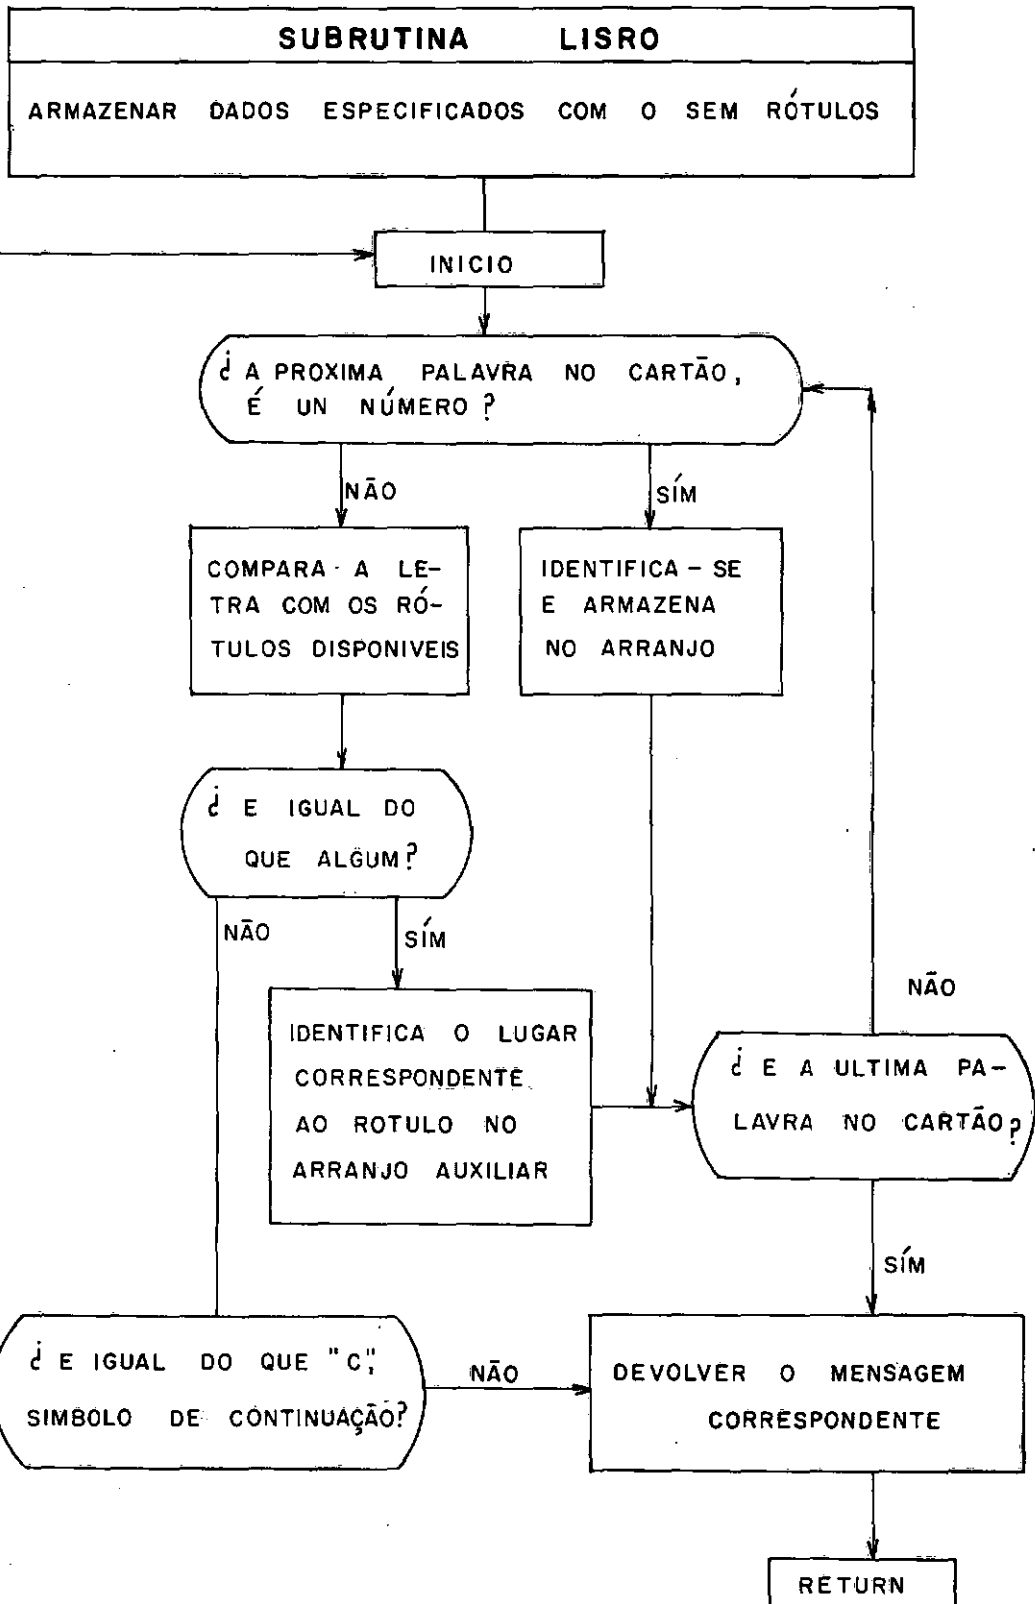 SUBRUTINA LISRO
ARMAZENAR DADOS ESPECIFICADOS COM O SEM RÓTULOS
INICIO
¿ A PROXIMA PALAVRA NO CARTÃO,
É UN NÚMERO?
NÃO
SÍM
COMPARA A LE-
TRA COM OS RÓ-
TULOS DISPONIVEIS
IDENTIFICA-SE
E ARMAZENA
NO ARRANJO
¿ E IGUAL DO
QUE ALGUM?
NÃO
SÍM
NÃO
IDENTIFICA O LUGAR
CORRESPONDENTE
AO ROTULO NO
ARRANJO AUXILIAR
¿ E A ULTIMA PA-
LAVRA NO CARTÃO?
SÍM
¿ E IGUAL DO QUE "C",
SIMBOLO DE CONTINUAÇÃO?
NÃO
DEVOLVER O MENSAGEM
CORRESPONDENTE
RETURN